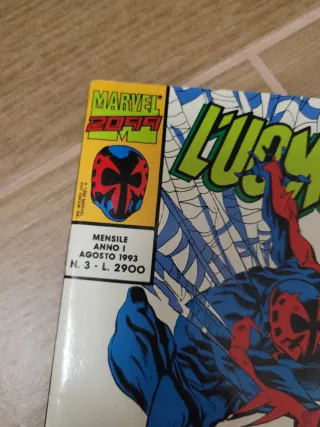 MARVEL
2099
L'UOM
MENSILE
ANNO I
AGOSTO 1993
N. 3 - L. 2900